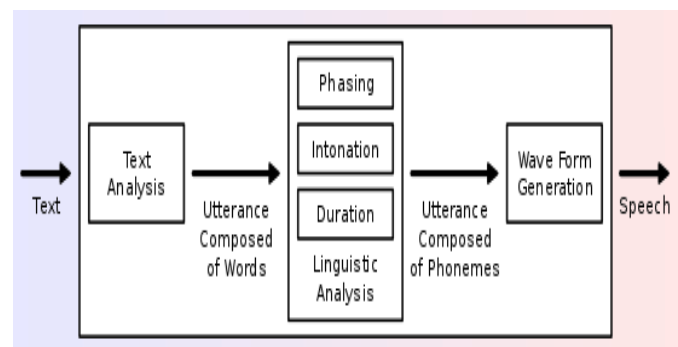 Text
Text
Analysis
Utterance
Composed
of Words
Phasing
Intonation
Duration
Linguistic
Analysis
Utterance
Composed
of Phonemes
Wave Form
Generation
Speech